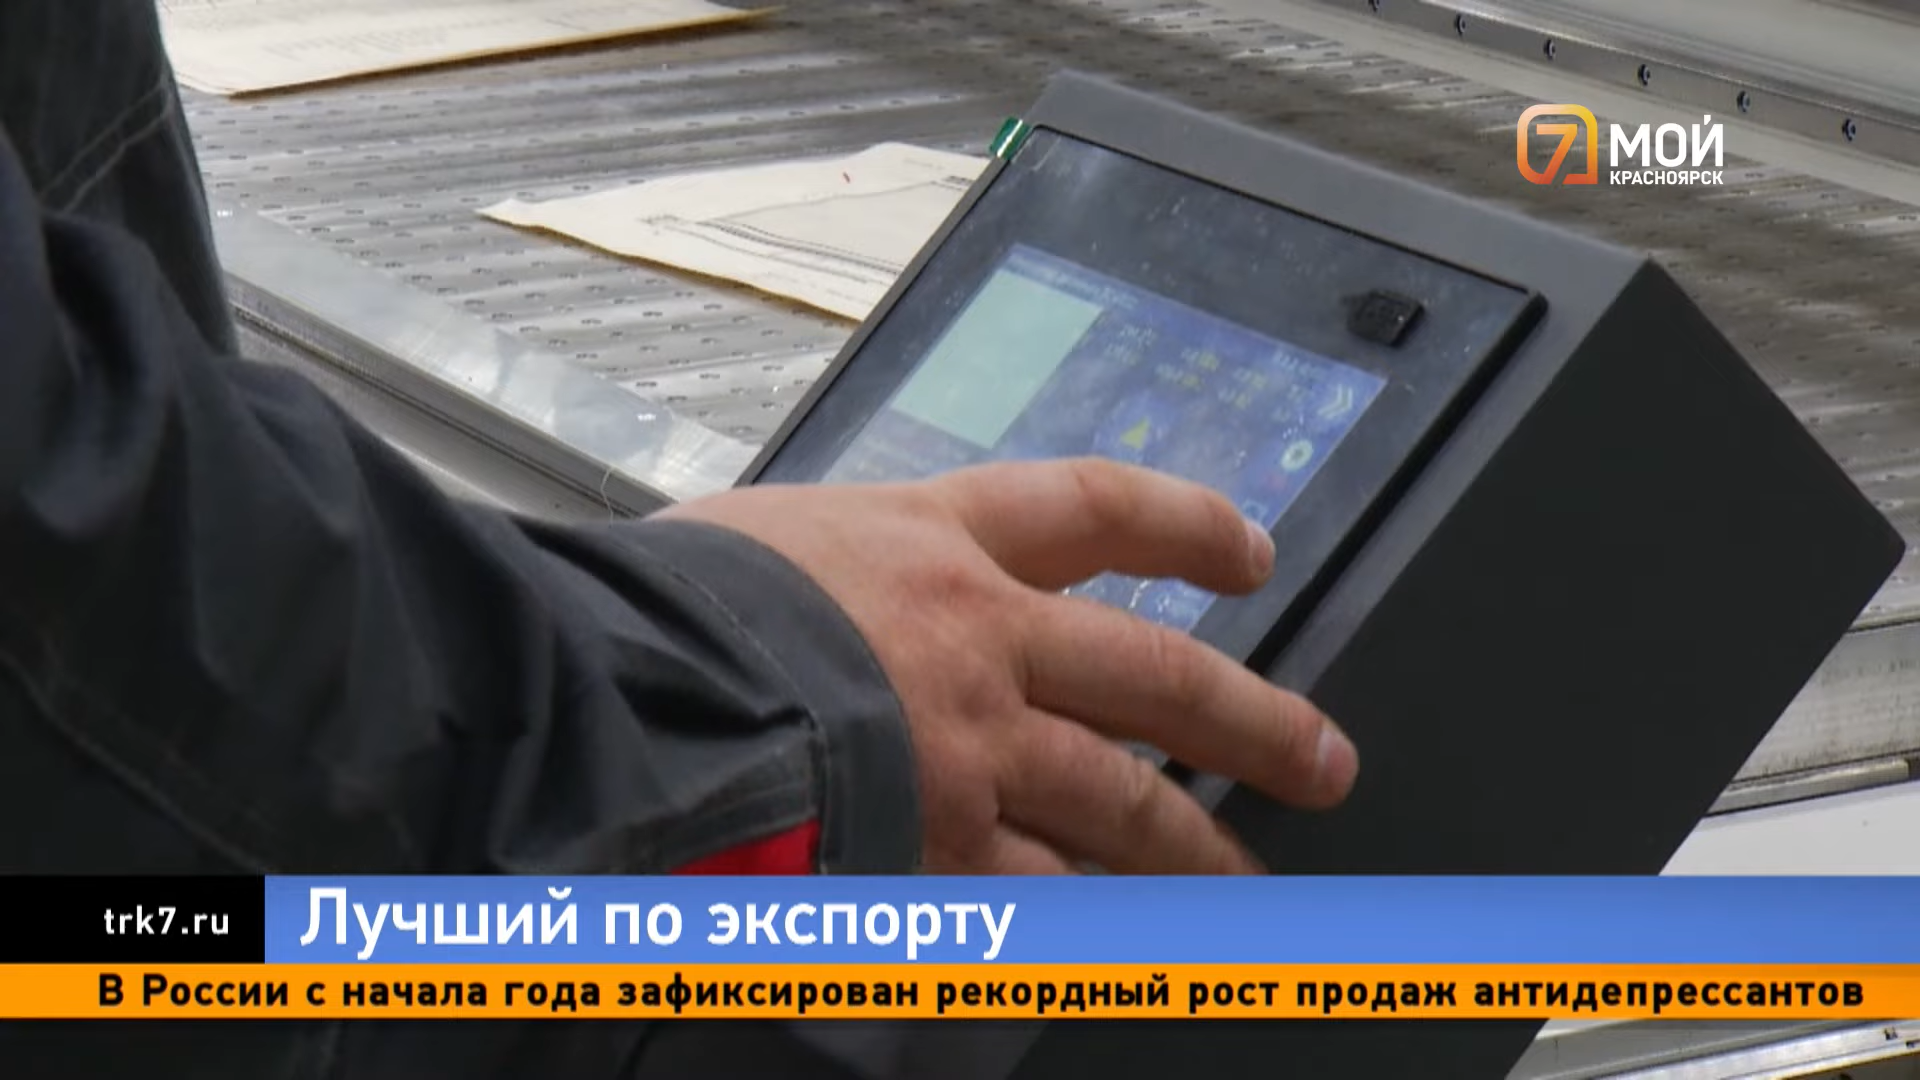 7 МОЙ
КРАСНОЯРСК
trk7.ru
Лучший по экспорту
В России с начала года зафиксирован рекордный рост продаж антидепрессантов